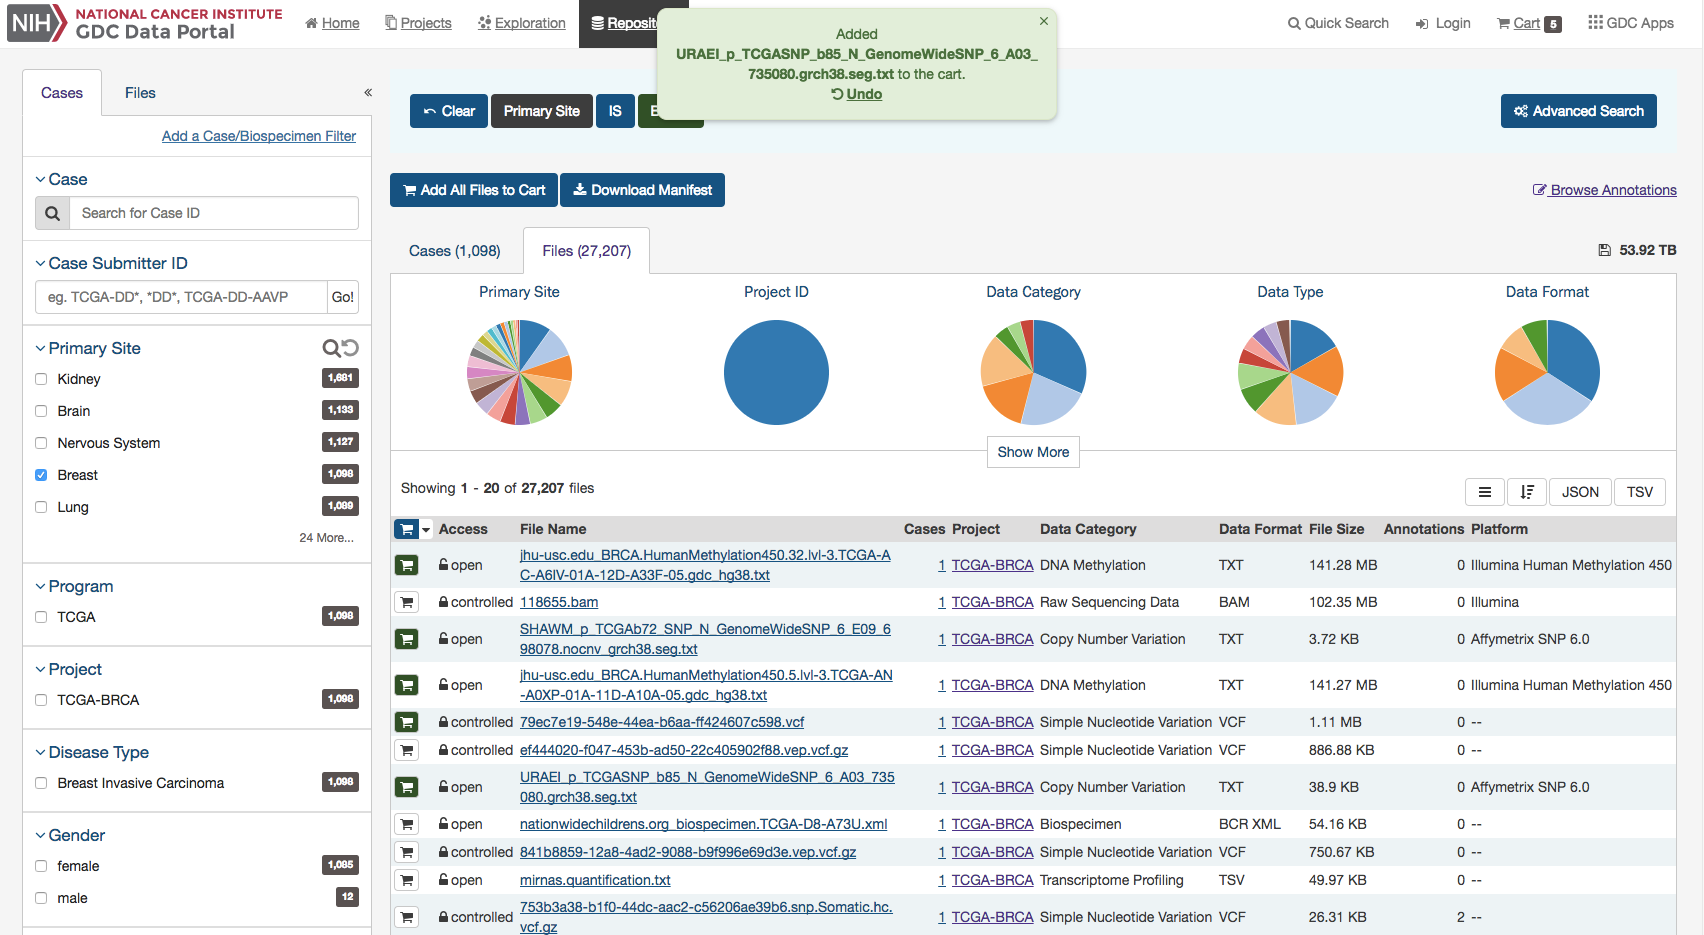 NIH NATIONAL CANCER INSTITUTE
GDC Data Portal
Home
Projects
Exploration
Reposit
Quick Search
Login
Cart 5
GDC Apps
×
Added
URAEI_p_TCGASNP_b85_N_GenomeWideSNP_6_A03_
735080.grch38.seg.txt to the cart.
Undo
Cases
Files
«
Add a Case/Biospecimen Filter
Case
Search for Case ID
Case Submitter ID
eg. TCGA-DD*, *DD*, TCGA-DD-AAVP
Go!
Primary Site
Kidney 1,681
Brain 1,133
Nervous System 1,127
Breast 1,098
Lung 1,089
24 More...
Program
TCGA 1,098
Project
TCGA-BRCA 1,098
Disease Type
Breast Invasive Carcinoma 1,098
Gender
female 1,085
male 12
Clear
Primary Site
IS
Advanced Search
Add All Files to Cart
Download Manifest
Browse Annotations
Cases (1,098)
Files (27,207)
53.92 TB
Primary Site
Project ID
Data Category
Data Type
Data Format
Show More
Showing 1 - 20 of 27,207 files
JSON
TSV
Access File Name Cases Project Data Category Data Format File Size Annotations Platform
open jhu-usc.edu_BRCA.HumanMethylation450.32.lvl-3.TCGA-A
C-A6IV-01A-12D-A33F-05.gdc_hg38.txt 1 TCGA-BRCA DNA Methylation TXT 141.28 MB 0 Illumina Human Methylation 450
controlled 118655.bam 1 TCGA-BRCA Raw Sequencing Data BAM 102.35 MB 0 Illumina
open SHAWM_p_TCGAb72_SNP_N_GenomeWideSNP_6_E09_6
98078.nocnv_grch38.seg.txt 1 TCGA-BRCA Copy Number Variation TXT 3.72 KB 0 Affymetrix SNP 6.0
open jhu-usc.edu_BRCA.HumanMethylation450.5.lvl-3.TCGA-AN
-A0XP-01A-11D-A10A-05.gdc_hg38.txt 1 TCGA-BRCA DNA Methylation TXT 141.27 MB 0 Illumina Human Methylation 450
controlled 79ec7e19-548e-44ea-b6aa-ff424607c598.vcf 1 TCGA-BRCA Simple Nucleotide Variation VCF 1.11 MB 0 --
controlled ef444020-f047-453b-ad50-22c405902f88.vep.vcf.gz 1 TCGA-BRCA Simple Nucleotide Variation VCF 886.88 KB 0 --
open URAEI_p_TCGASNP_b85_N_GenomeWideSNP_6_A03_735
080.grch38.seg.txt 1 TCGA-BRCA Copy Number Variation TXT 38.9 KB 0 Affymetrix SNP 6.0
open nationwidechildrens.org_biospecimen.TCGA-D8-A73U.xml 1 TCGA-BRCA Biospecimen BCR XML 54.16 KB 0 --
controlled 841b8859-12a8-4ad2-9088-b9f996e69d3e.vep.vcf.gz 1 TCGA-BRCA Simple Nucleotide Variation VCF 750.67 KB 0 --
open mirnas.quantification.txt 1 TCGA-BRCA Transcriptome Profiling TSV 49.97 KB 0 --
controlled 753b3a38-b1f0-44dc-aac2-c56206ae39b6.snp.Somatic.hc.
vcf.gz 1 TCGA-BRCA Simple Nucleotide Variation VCF 26.31 KB 2 --